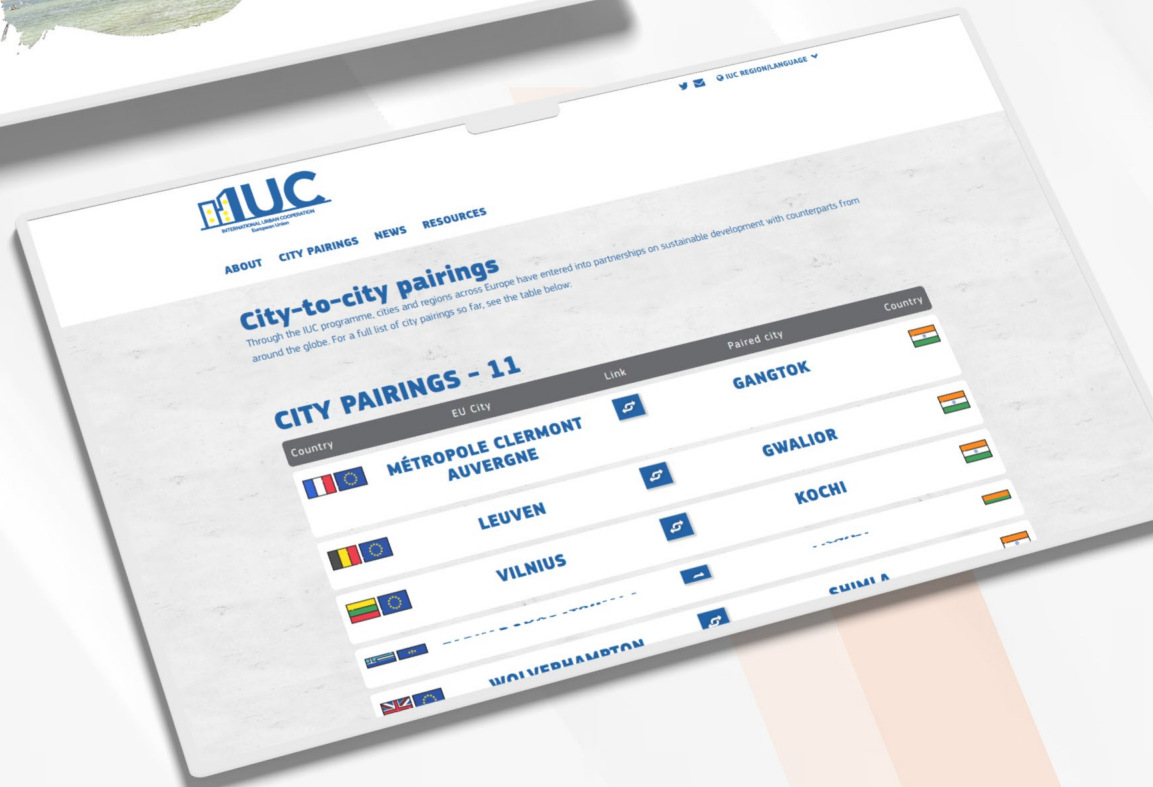 IUC REGION/LANGUAGE
IUC
INTERNATIONAL URBAN COOPERATION
European Union
ABOUT CITY PAIRINGS NEWS RESOURCES
City-to-city pairings
Through the IUC programme, cities and regions across Europe have entered into partnerships on sustainable development with counterparts from
around the globe. For a full list of city pairings so far, see the table below:
CITY PAIRINGS - 11
Country EU City Link Paired city Country
MÉTROPOLE CLERMONT
AUVERGNE
GANGTOK
LEUVEN GWALIOR
VILNIUS KOCHI
WOLVERHAMPTON SHIMLA